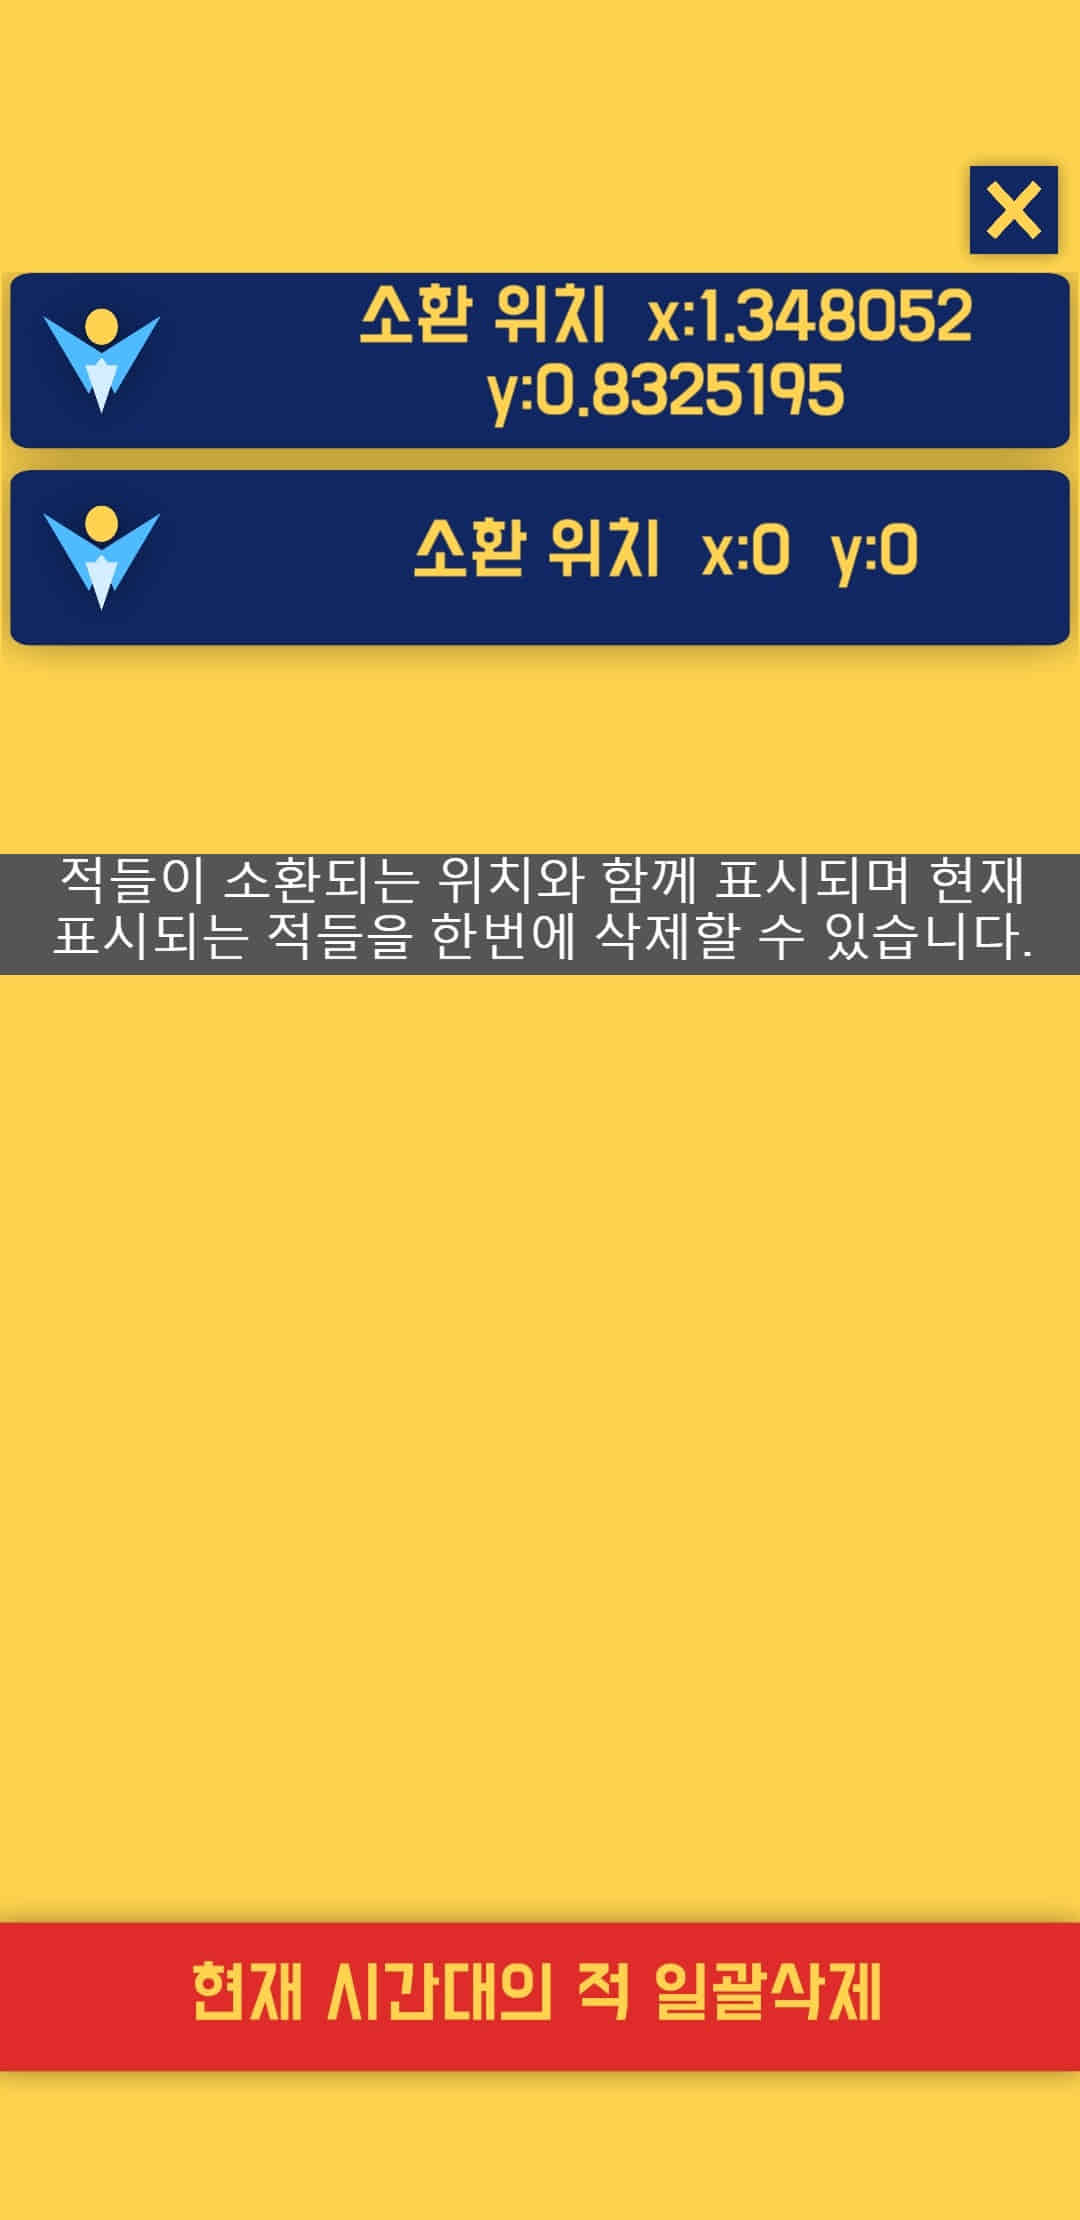 소환 위치 x:1.348052
y:0.8325195
소환 위치 x:0 y:0
적들이 소환되는 위치와 함께 표시되며 현재
표시되는 적들을 한번에 삭제할 수 있습니다.
현재 시간대의 적 일괄삭제